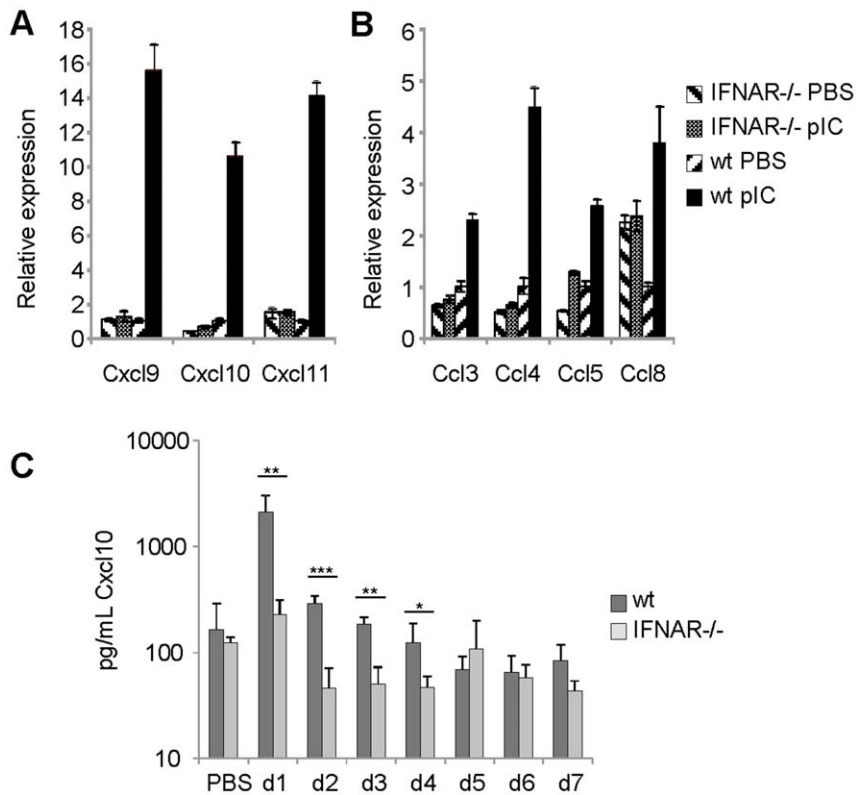 A
Relative expression
18
16
14
12
10
8
6
4
2
0
Cxcl9 Cxcl10 Cxcl11
B
Relative expression
6
5
4
3
2
1
0
Ccl3 Ccl4 Ccl5 Ccl8
IFNAR-/- PBS
IFNAR-/- pIC
wt PBS
wt pIC
C
pg/mL Cxcl10
10000
1000
100
10
**
***
**
*
PBS d1 d2 d3 d4 d5 d6 d7
wt
IFNAR-/-